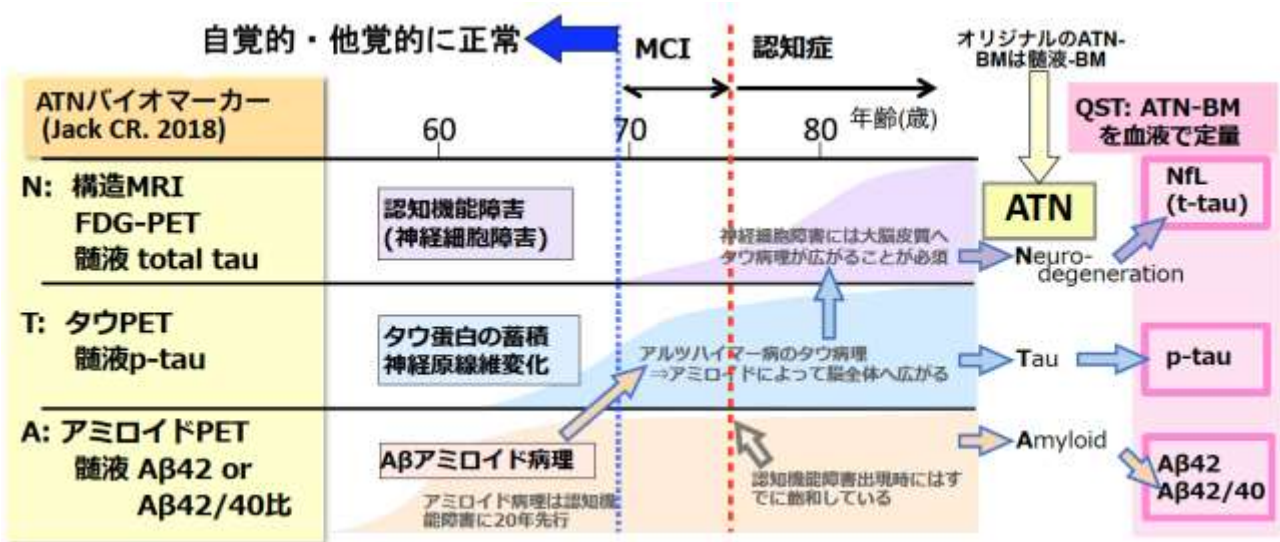 自覚的・他覚的に正常
MCI
認知症
オリジナルのATN-
BMは髄液-BM
ATNバイオマーカー
(Jack CR. 2018)
60
70
80
年齢(歳)
QST: ATN-BM
を血液で定量
N: 構造MRI
FDG-PET
髄液 total tau
認知機能障害
(神経細胞障害)
神経細胞障害には大脳皮質へ
タウ病理が広がることが必須
ATN
Neuro-
degeneration
NfL
(t-tau)
T: タウPET
髄液p-tau
タウ蛋白の蓄積
神経原線維変化
アルツハイマー病のタウ病理
⇒アミロイドによって脳全体へ広がる
Tau
p-tau
A: アミロイドPET
髄液 Aβ42 or
Aβ42/40比
Aβアミロイド病理
アミロイド病理は認知機
能障害に20年先行
認知機能障害出現時にはす
でに飽和している
Amyloid
Aβ42
Aβ42/40